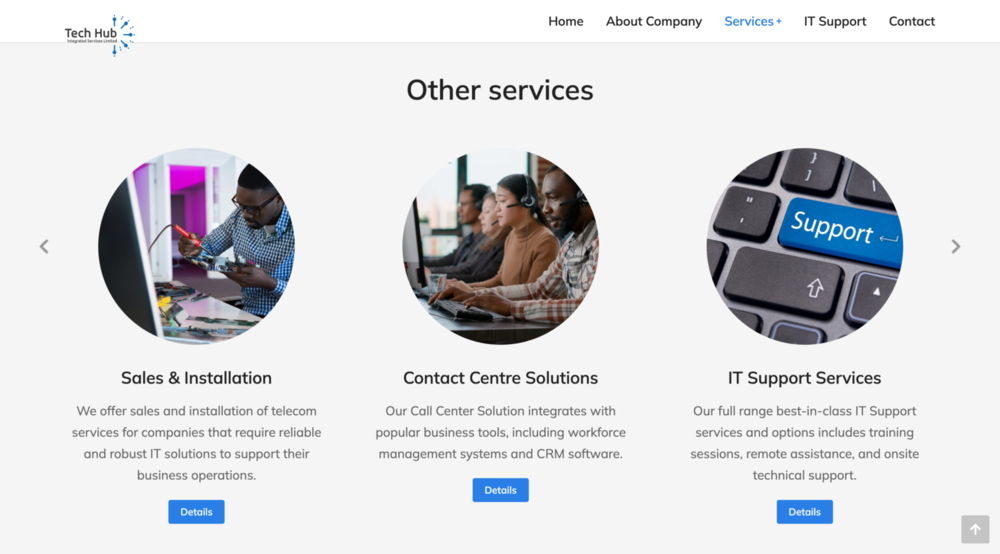 Tech Hub
Integrated Services Limited
Home
About Company
Services+
IT Support
Contact
Other services
Support
Sales & Installation
We offer sales and installation of telecom
services for companies that require reliable
and robust IT solutions to support their
business operations.
Details
Contact Centre Solutions
Our Call Center Solution integrates with
popular business tools, including workforce
management systems and CRM software.
Details
IT Support Services
Our full range best-in-class IT Support
services and options includes training
sessions, remote assistance, and onsite
technical support.
Details